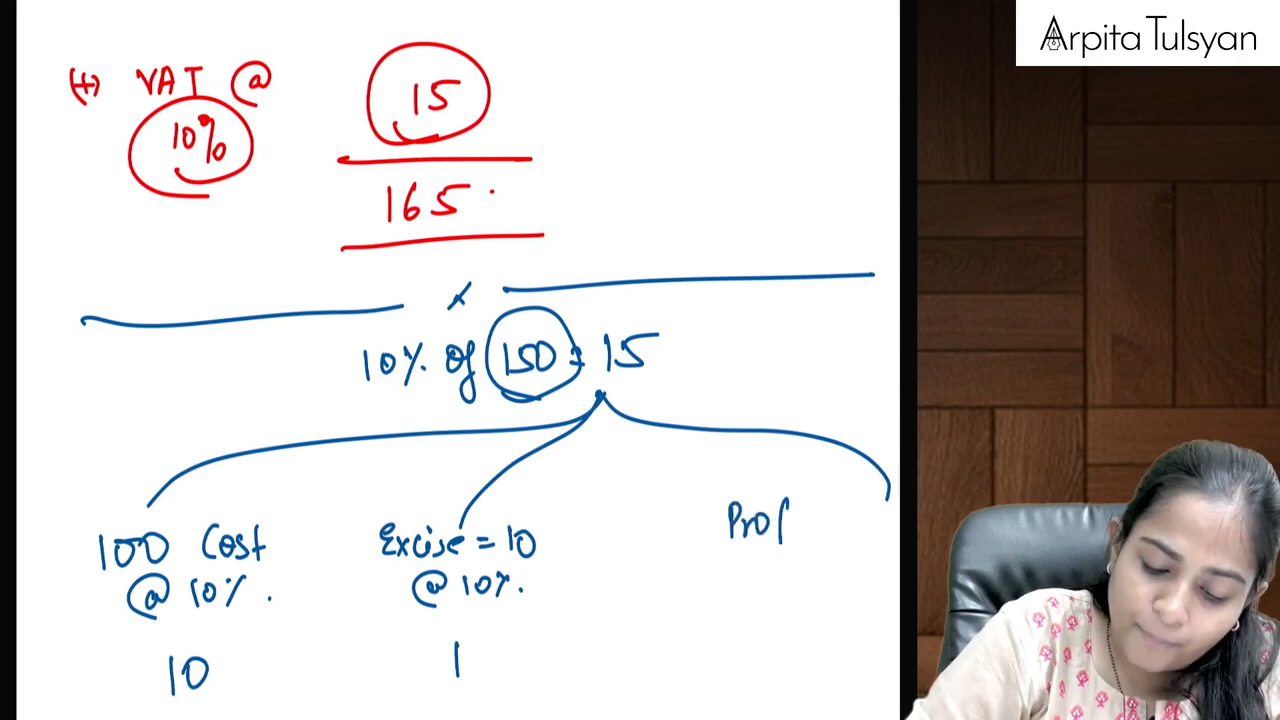 Arpita Tulsyan
(+) VAT @ 15
10%
165
x
10% of 150 = 15
100 Cost Excise = 10 Prof
@ 10%. @ 10%.
10 1